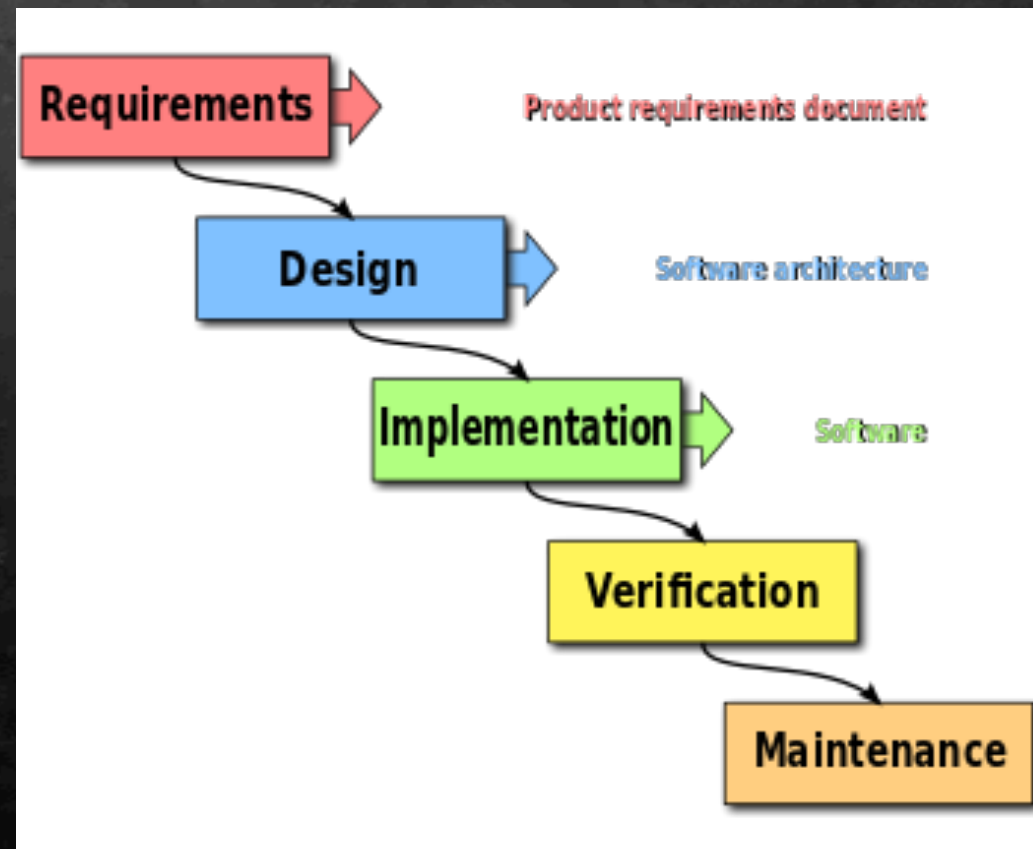 Requirements
Product requirements document
Design
Software architecture
Implementation
Software
Verification
Maintenance